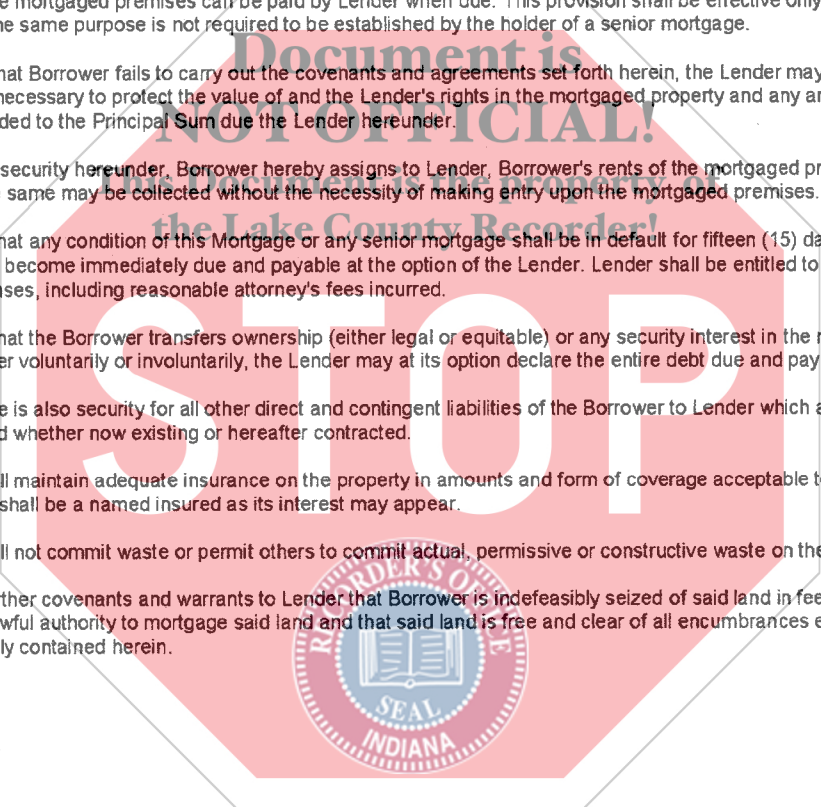 e mortgaged premises can be paid by Lender when due. This provision shall be effective only
he same purpose is not required to be established by the holder of a senior mortgage.
Document is
hat Borrower fails to carry out the covenants and agreements set forth herein, the Lender may
necessary to protect the value of and the Lender's rights in the mortgaged property and any an
NOT OFFICIAL!
ded to the Principal Sum due the Lender hereunder.
security hereunder, Borrower hereby assigns to Lender, Borrower's rents of the mortgaged pr
This Document is the property of
same may be collected without the necessity of making entry upon the mortgaged premises.
the Lake County Recorder!
hat any condition of this Mortgage or any senior mortgage shall be in default for fifteen (15) da
become immediately due and payable at the option of the Lender. Lender shall be entitled to
ses, including reasonable attorney's fees incurred.
hat the Borrower transfers ownership (either legal or equitable) or any security interest in the
er voluntarily or involuntarily, the Lender may at its option declare the entire debt due and pay
STOP
e is also security for all other direct and contingent liabilities of the Borrower to Lender which a
d whether now existing or hereafter contracted.
ll maintain adequate insurance on the property in amounts and form of coverage acceptable t
shall be a named insured as its interest may appear.
ll not commit waste or permit others to commit actual, permissive or constructive waste on the
ther covenants and warrants to Lender that Borrower is indefeasibly seized of said land in fee
wful authority to mortgage said land and that said land is free and clear of all encumbrances e
ly contained herein.
RECORDER'S OFFICE
SEAL
INDIANA